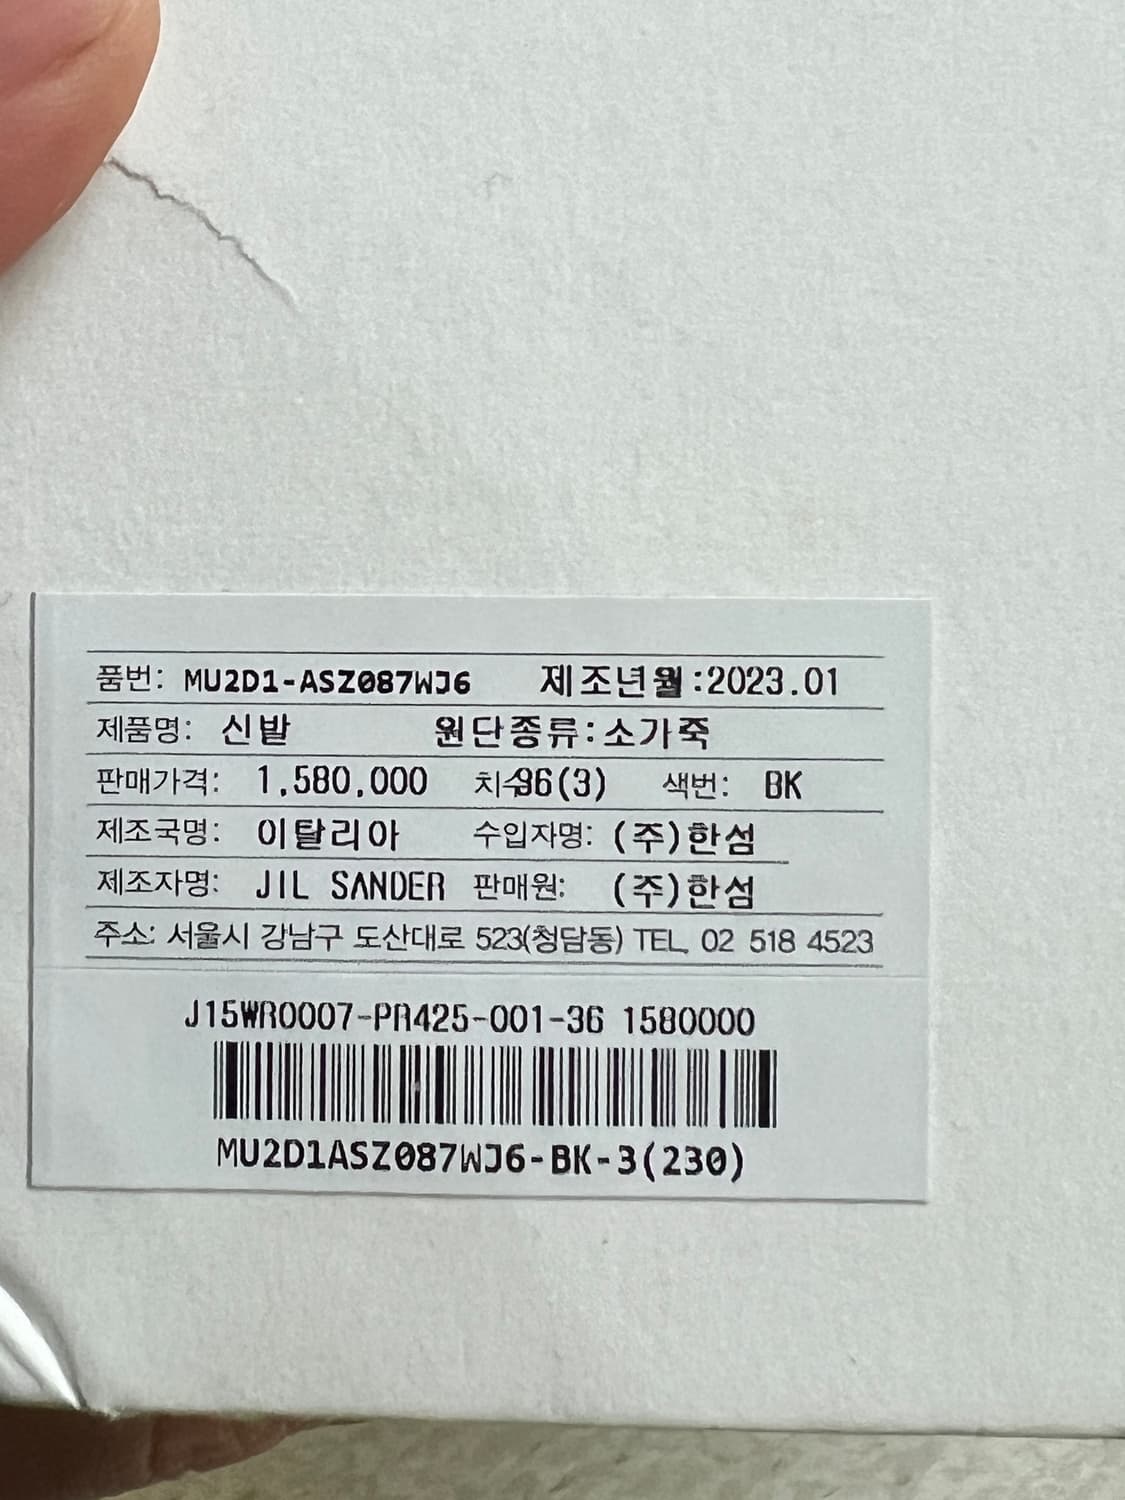 품번: MU2D1-ASZ087WJ6 제조년월:2023.01
제품명: 신발 원단종류:소가죽
판매가격: 1,580,000 치수36(3) 색번: BK
제조국명: 이탈리아 수입자명: (주)한섬
제조자명: JIL SANDER 판매원: (주)한섬
주소: 서울시 강남구 도산대로 523(청담동) TEL. 02 518 4523
J15WR0007-PR425-001-36 1580000
MU2D1ASZ087WJ6-BK-3(230)